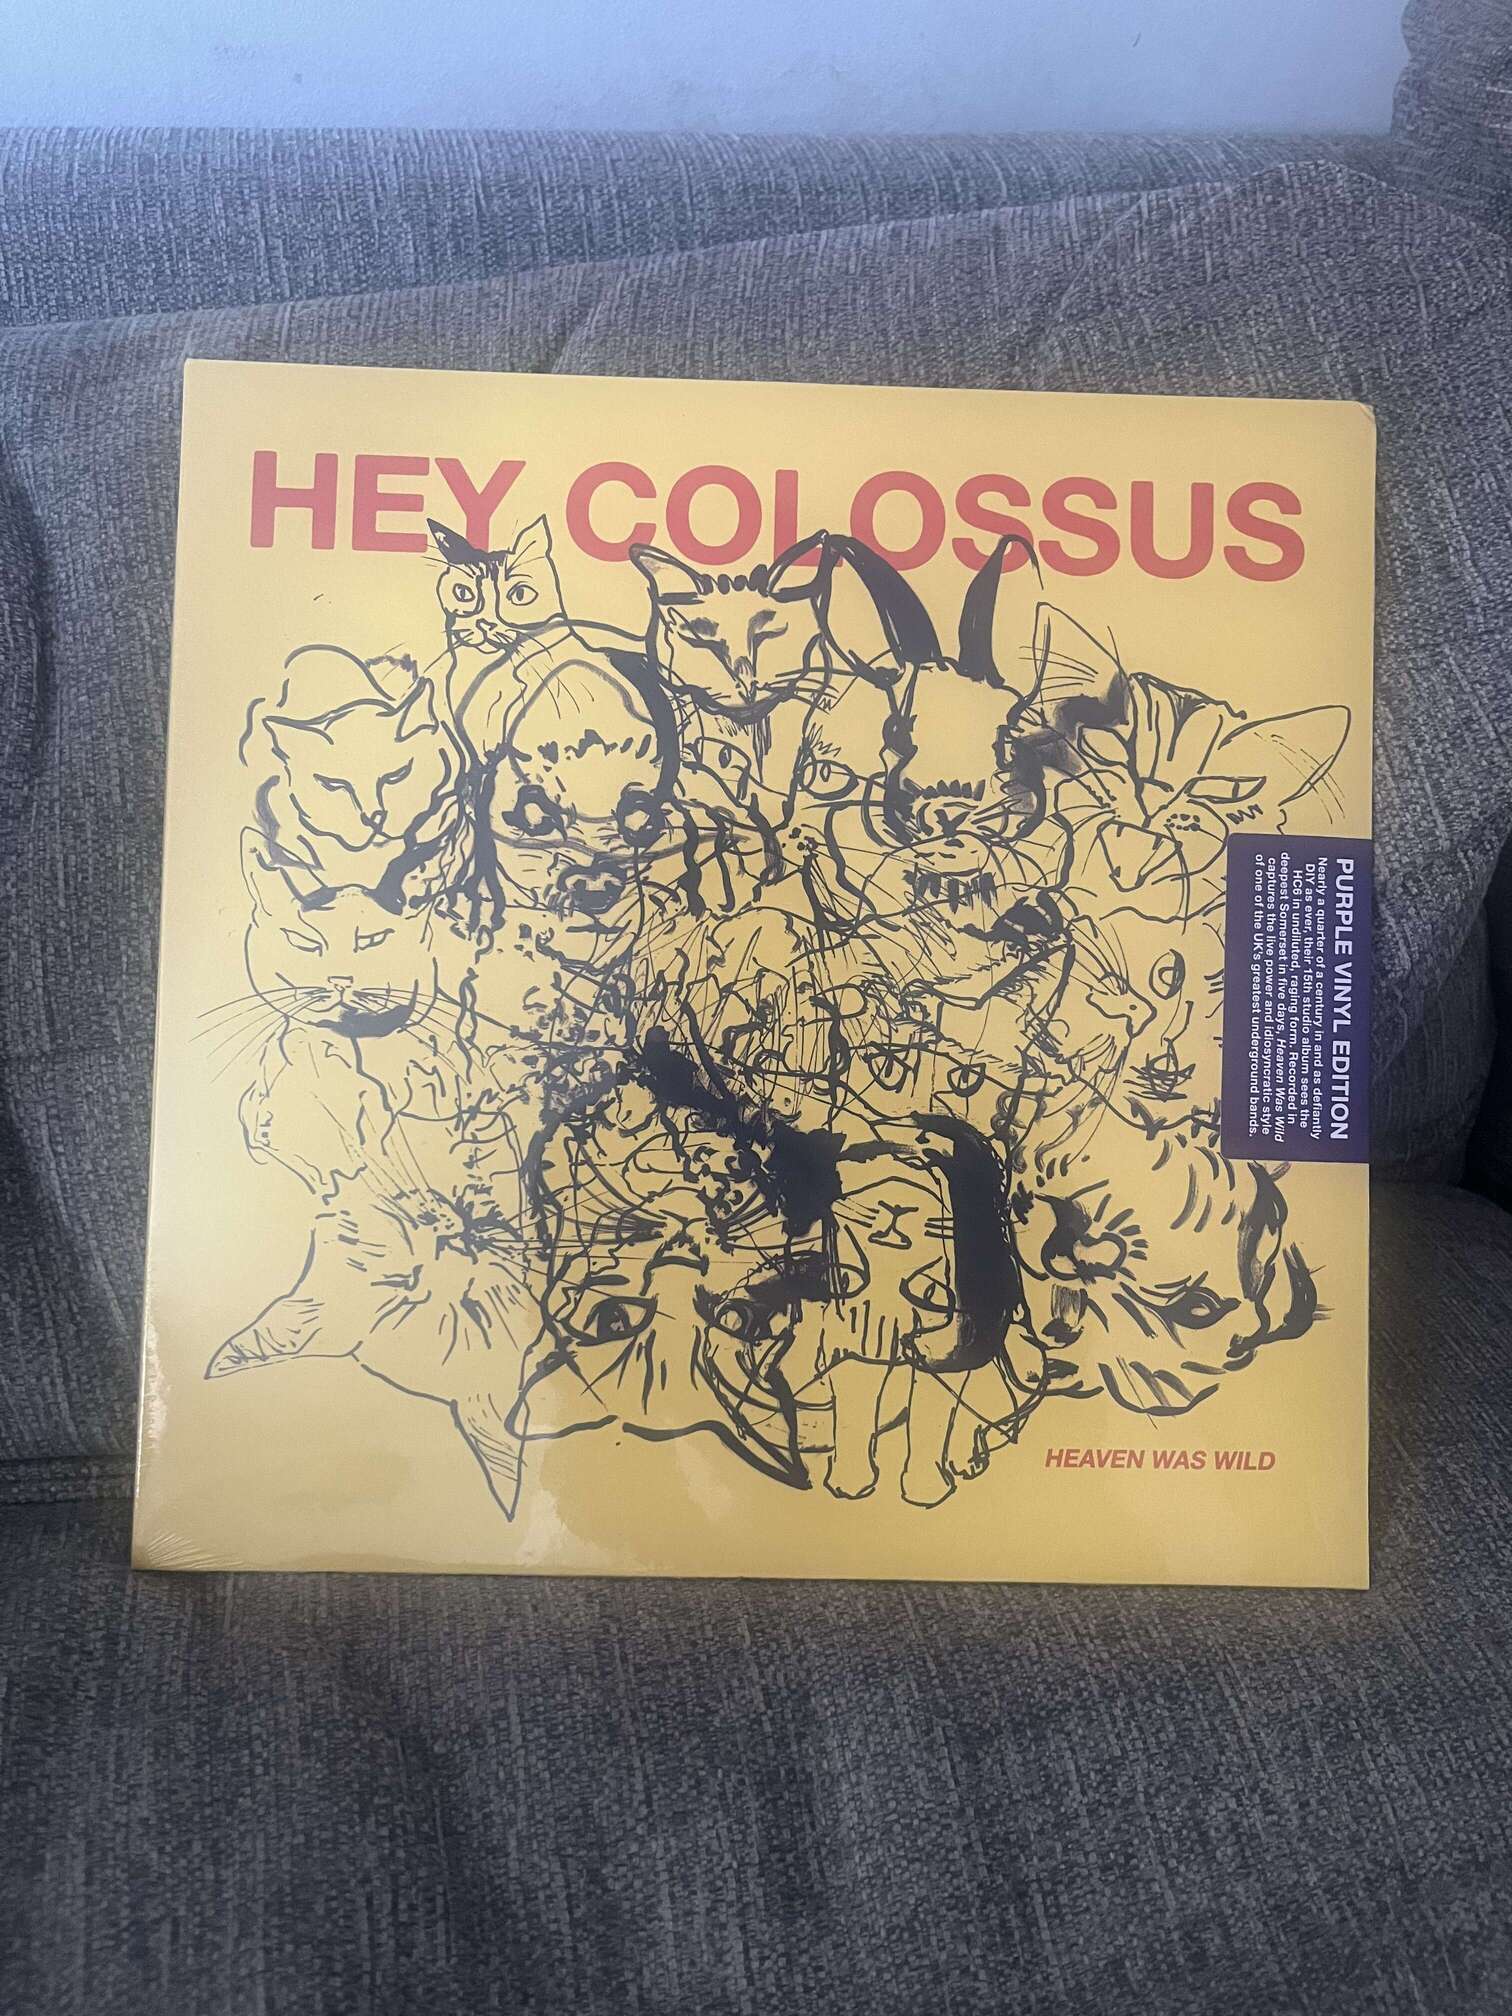 HEY COLOSSUS
PURPLE VINYL EDITION
Nearly a quarter of a century in and as defiantly
DIY as ever, their 15th studio album sees the
HC6 in undiluted, raging form. Recorded in
deepest Somerset in five days, Heaven Was Wild
captures the live power and idiosyncratic style
of one of the UK's greatest underground bands.
HEAVEN WAS WILD